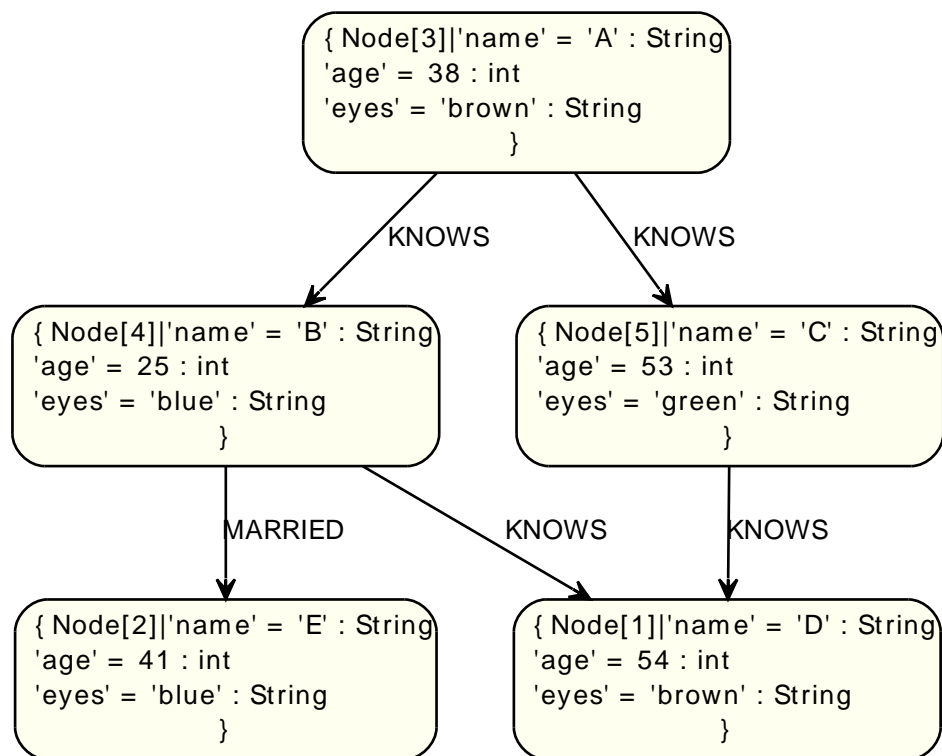 { Node[3]|'name' = 'A' : String
'age' = 38 : int
'eyes' = 'brown' : String
}
KNOWS
KNOWS
{ Node[4]|'name' = 'B' : String
'age' = 25 : int
'eyes' = 'blue' : String
}
{ Node[5]|'name' = 'C' : String
'age' = 53 : int
'eyes' = 'green' : String
}
MARRIED
KNOWS
KNOWS
{ Node[2]|'name' = 'E' : String
'age' = 41 : int
'eyes' = 'blue' : String
}
{ Node[1]|'name' = 'D' : String
'age' = 54 : int
'eyes' = 'brown' : String
}